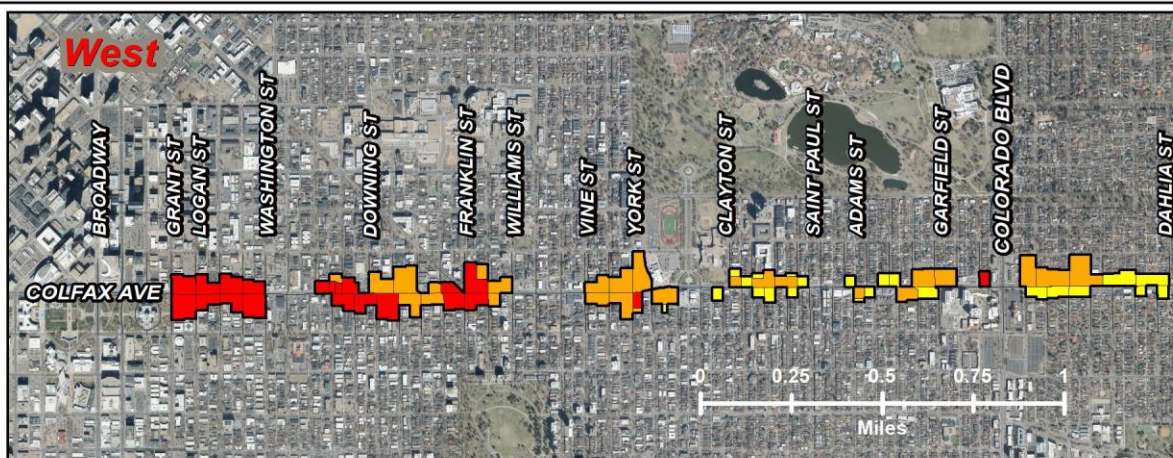 West
BROADWAY
GRANT ST
LOGAN ST
WASHINGTON ST
DOWNING ST
FRANKLIN ST
WILLIAMS ST
VINE ST
YORK ST
CLAYTON ST
SAINT PAUL ST
ADAMS ST
GARFIELD ST
COLORADO BLVD
DAHLIA ST
COLFAX AVE
0 0.25 0.5 0.75 1
Miles